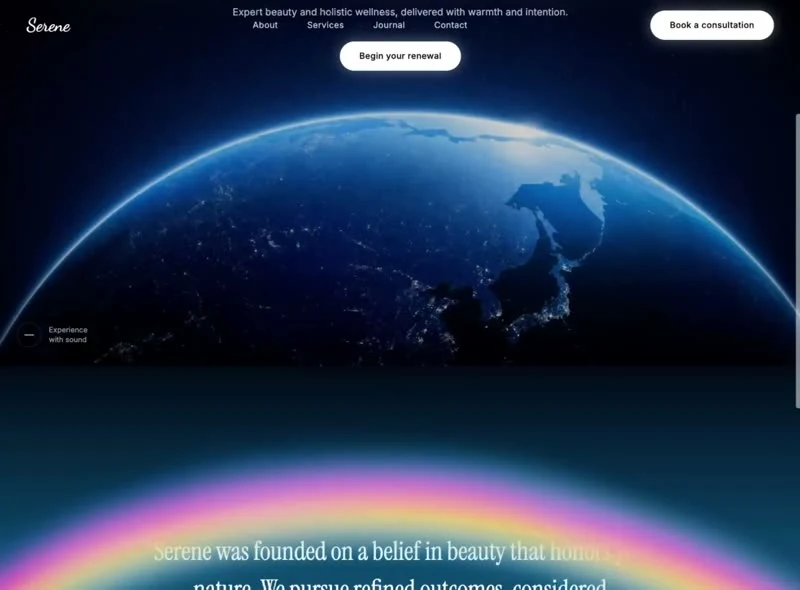 Expert beauty and holistic wellness, delivered with warmth and intention.
Serene
About Services Journal Contact
Book a consultation
Begin your renewal
Experience
with sound
Serene was founded on a belief in beauty that honors
nature. We pursue refined outcomes, considered